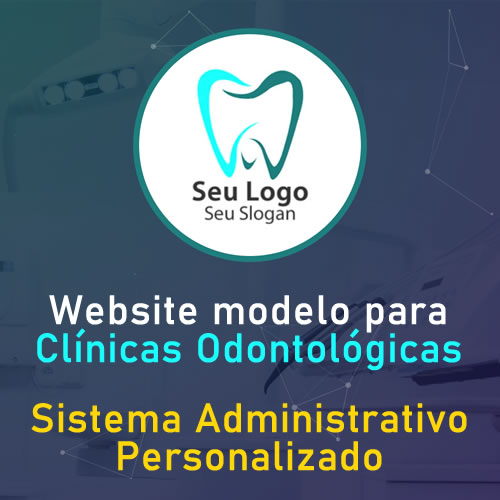 Seu Logo
Seu Slogan
Website modelo para
Clínicas Odontológicas
Sistema Administrativo
Personalizado